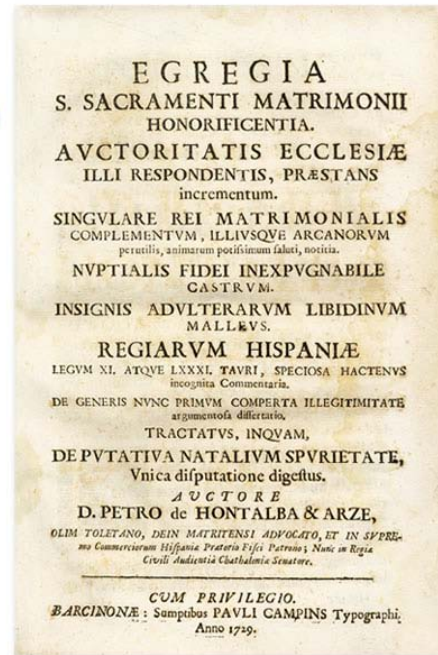 EGREGIA
S. SACRAMENTI MATRIMONII
HONORIFICENTIA.
AVCTORITATIS ECCLESIÆ
ILLI RESPONDENTIS, PRÆSTANS
incrementum.
SINGVLARE REI MATRIMONIALIS
COMPLEMENTVM, ILLIVSQVE ARCANORVM
perutilis, animarum potiſſimum ſaluti, notitia.
NVPTIALIS FIDEI INEXPVGNABILE
CASTRVM.
INSIGNIS ADVLTERARVM LIBIDINVM
MALLEVS.
REGIARVM HISPANIÆ
LEGVM XI. ATQVE LXXXI. TAVRI, SPECIOSA HACTENVS
incognita Commentaria.
DE GENERIS NVNC PRIMVM COMPERTA ILLEGITIMITATE
argumentoſa diſſertatio.
TRACTATVS, INQVAM,
DE PVTATIVA NATALIVM SPVRIETATE,
Vnica diſputatione digeſtus.
AVCTORE
D. PETRO de HONTALBA & ARZE,
OLIM TOLETANO, DEIN MATRITENSI ADVOCATO, ET IN SVPRE-
mo Commerciorum Hiſpaniæ Prætorio Fiſci Patrono; Nunc in Regia
Civili Audientiâ Chathaloniæ Senatore.
CVM PRIVILEGIO.
BARCINONÆ: Sumptibus PAVLI CAMPINS Typographi.
Anno 1729.